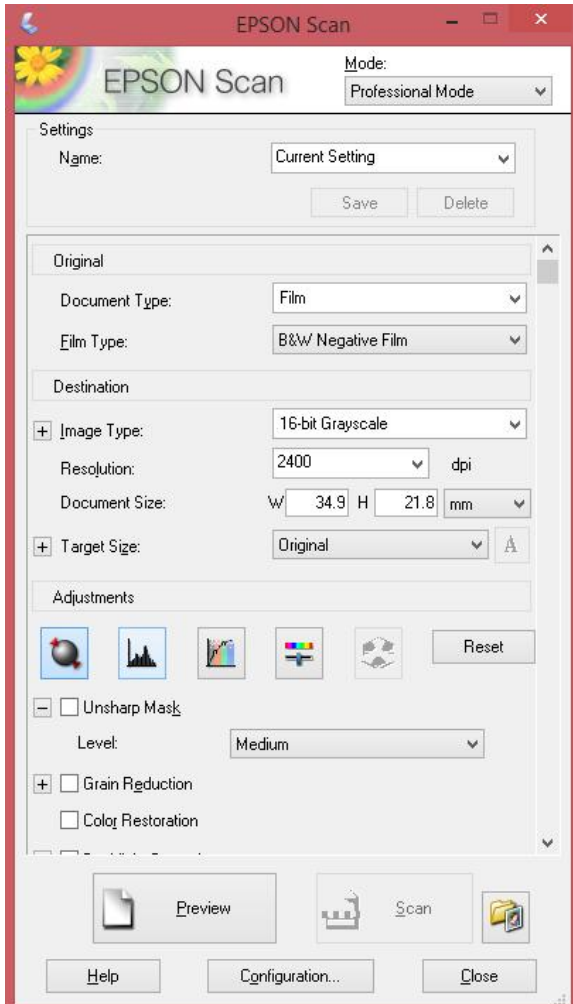 EPSON Scan
EPSON Scan
Mode:
Professional Mode
Settings
Name: Current Setting
Save Delete
Original
Document Type: Film
Film Type: B&W Negative Film
Destination
+ Image Type: 16-bit Grayscale
Resolution: 2400 dpi
Document Size: W 34.9 H 21.8 mm
+ Target Size: Original A
Adjustments
Reset
Unsharp Mask
Level: Medium
+ Grain Reduction
Color Restoration
Preview Scan
Help Configuration... Close